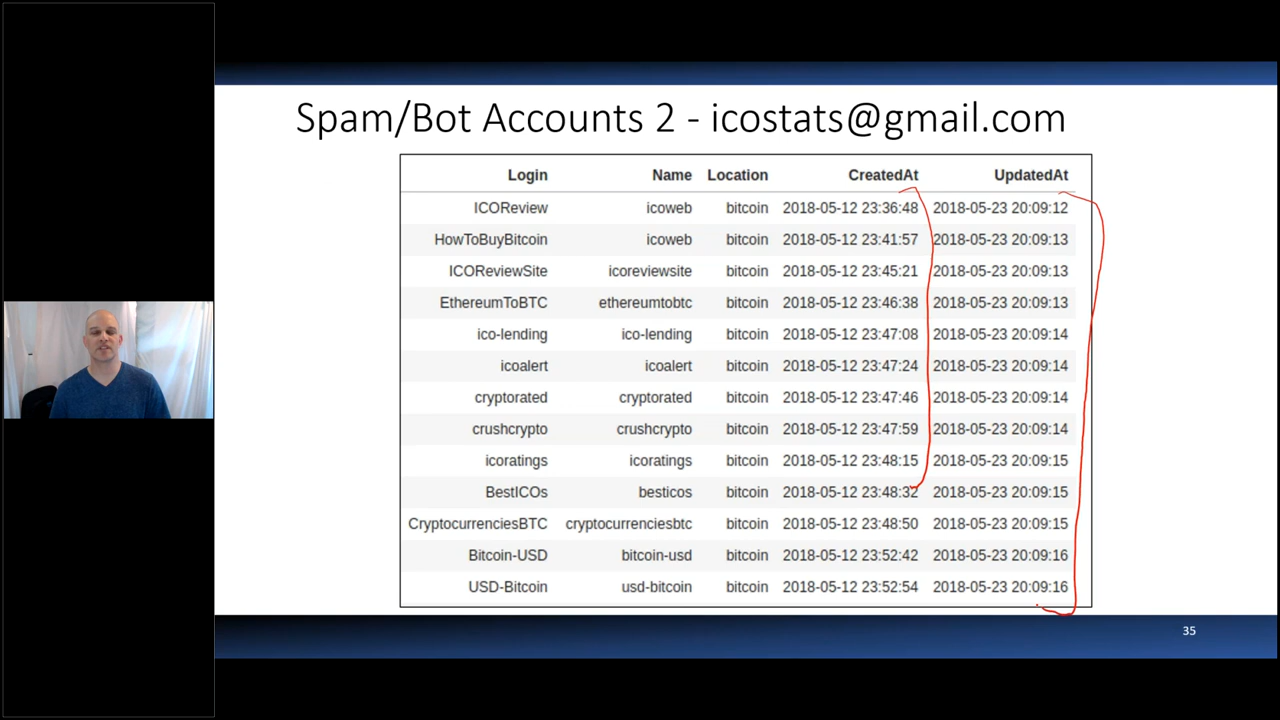 Spam/Bot Accounts 2 - icostats@gmail.com
Login Name Location CreatedAt UpdatedAt
ICOReview icoweb bitcoin 2018-05-12 23:36:48 2018-05-23 20:09:12
HowToBuyBitcoin icoweb bitcoin 2018-05-12 23:41:57 2018-05-23 20:09:13
ICOReviewSite icoreviewsite bitcoin 2018-05-12 23:45:21 2018-05-23 20:09:13
EthereumToBTC ethereumtobtc bitcoin 2018-05-12 23:46:38 2018-05-23 20:09:13
ico-lending ico-lending bitcoin 2018-05-12 23:47:08 2018-05-23 20:09:14
icoalert icoalert bitcoin 2018-05-12 23:47:24 2018-05-23 20:09:14
cryptorated cryptorated bitcoin 2018-05-12 23:47:46 2018-05-23 20:09:14
crushcrypto crushcrypto bitcoin 2018-05-12 23:47:59 2018-05-23 20:09:14
icoratings icoratings bitcoin 2018-05-12 23:48:15 2018-05-23 20:09:15
BestICOs besticos bitcoin 2018-05-12 23:48:32 2018-05-23 20:09:15
CryptocurrenciesBTC cryptocurrenciesbtc bitcoin 2018-05-12 23:48:50 2018-05-23 20:09:15
Bitcoin-USD bitcoin-usd bitcoin 2018-05-12 23:52:42 2018-05-23 20:09:16
USD-Bitcoin usd-bitcoin bitcoin 2018-05-12 23:52:54 2018-05-23 20:09:16
35